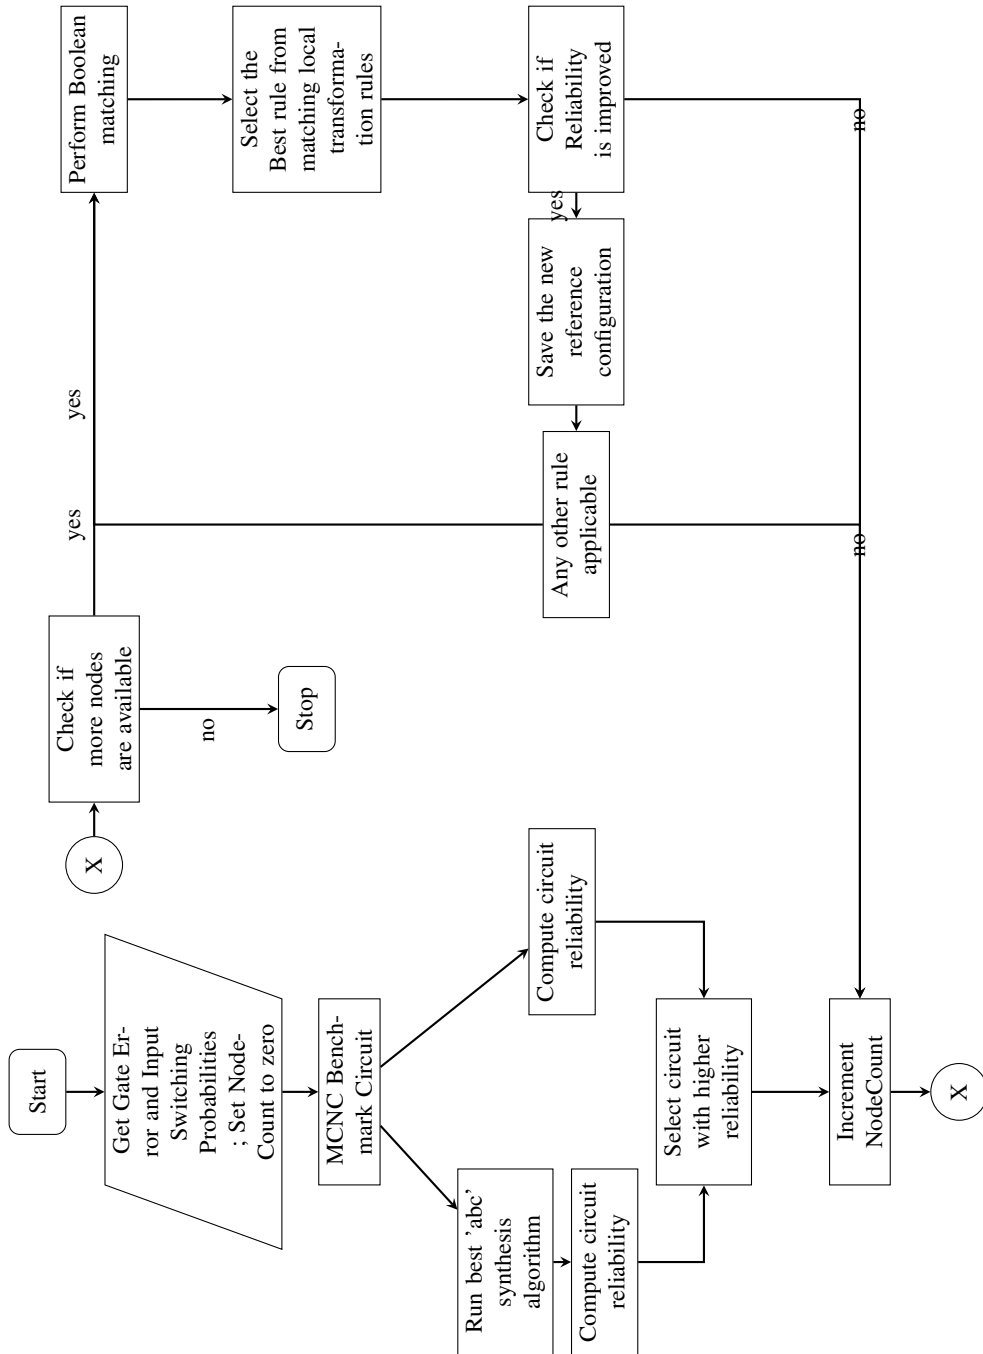 Start
Get Gate Er-
ror and Input
Switching
Probabilities
; Set Node-
Count to zero
MCNC Bench-
mark Circuit
Run best 'abc'
synthesis
algorithm
Compute circuit
reliability
Compute circuit
reliability
Select circuit
with higher
reliability
Increment
NodeCount
X
X
Check if
more nodes
are available
no
Stop
yes
yes
Perform Boolean
matching
Select the
Best rule from
matching local
transforma-
tion rules
Check if
Reliability
is improved
yes
no
Save the new
reference
configuration
Any other rule
applicable
no